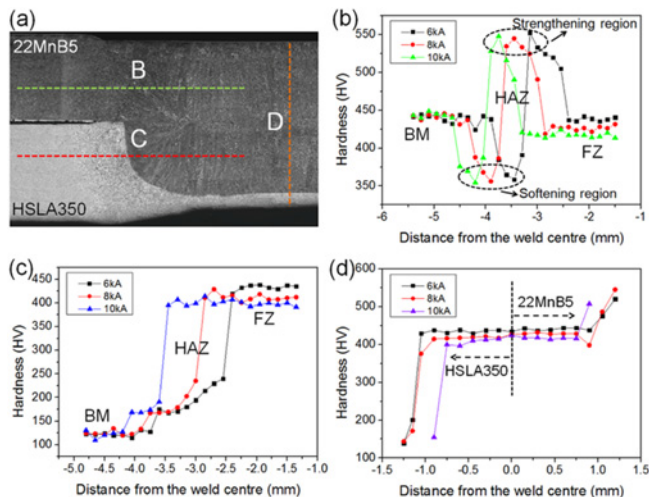 (a)
22MnB5
B
C
D
HSLA350
(b)
6kA
8kA
10kA
Strengthening region
HAZ
BM
FZ
Softening region
Hardness (HV)
550
500
450
400
350
-5
-4
-3
-2
-1
Distance from the weld centre (mm)
(c)
6kA
8kA
10kA
FZ
HAZ
BM
Hardness (HV)
450
400
350
300
250
200
150
100
-5.0
-4.5
-4.0
-3.5
-3.0
-2.5
-2.0
-1.5
-1.0
Distance from the weld centre (mm)
(d)
6kA
8kA
10kA
22MnB5
HSLA350
Hardness (HV)
600
500
400
300
200
100
-1.5
-1.0
-0.5
0.0
0.5
1.0
1.5
Distance from the weld centre (mm)